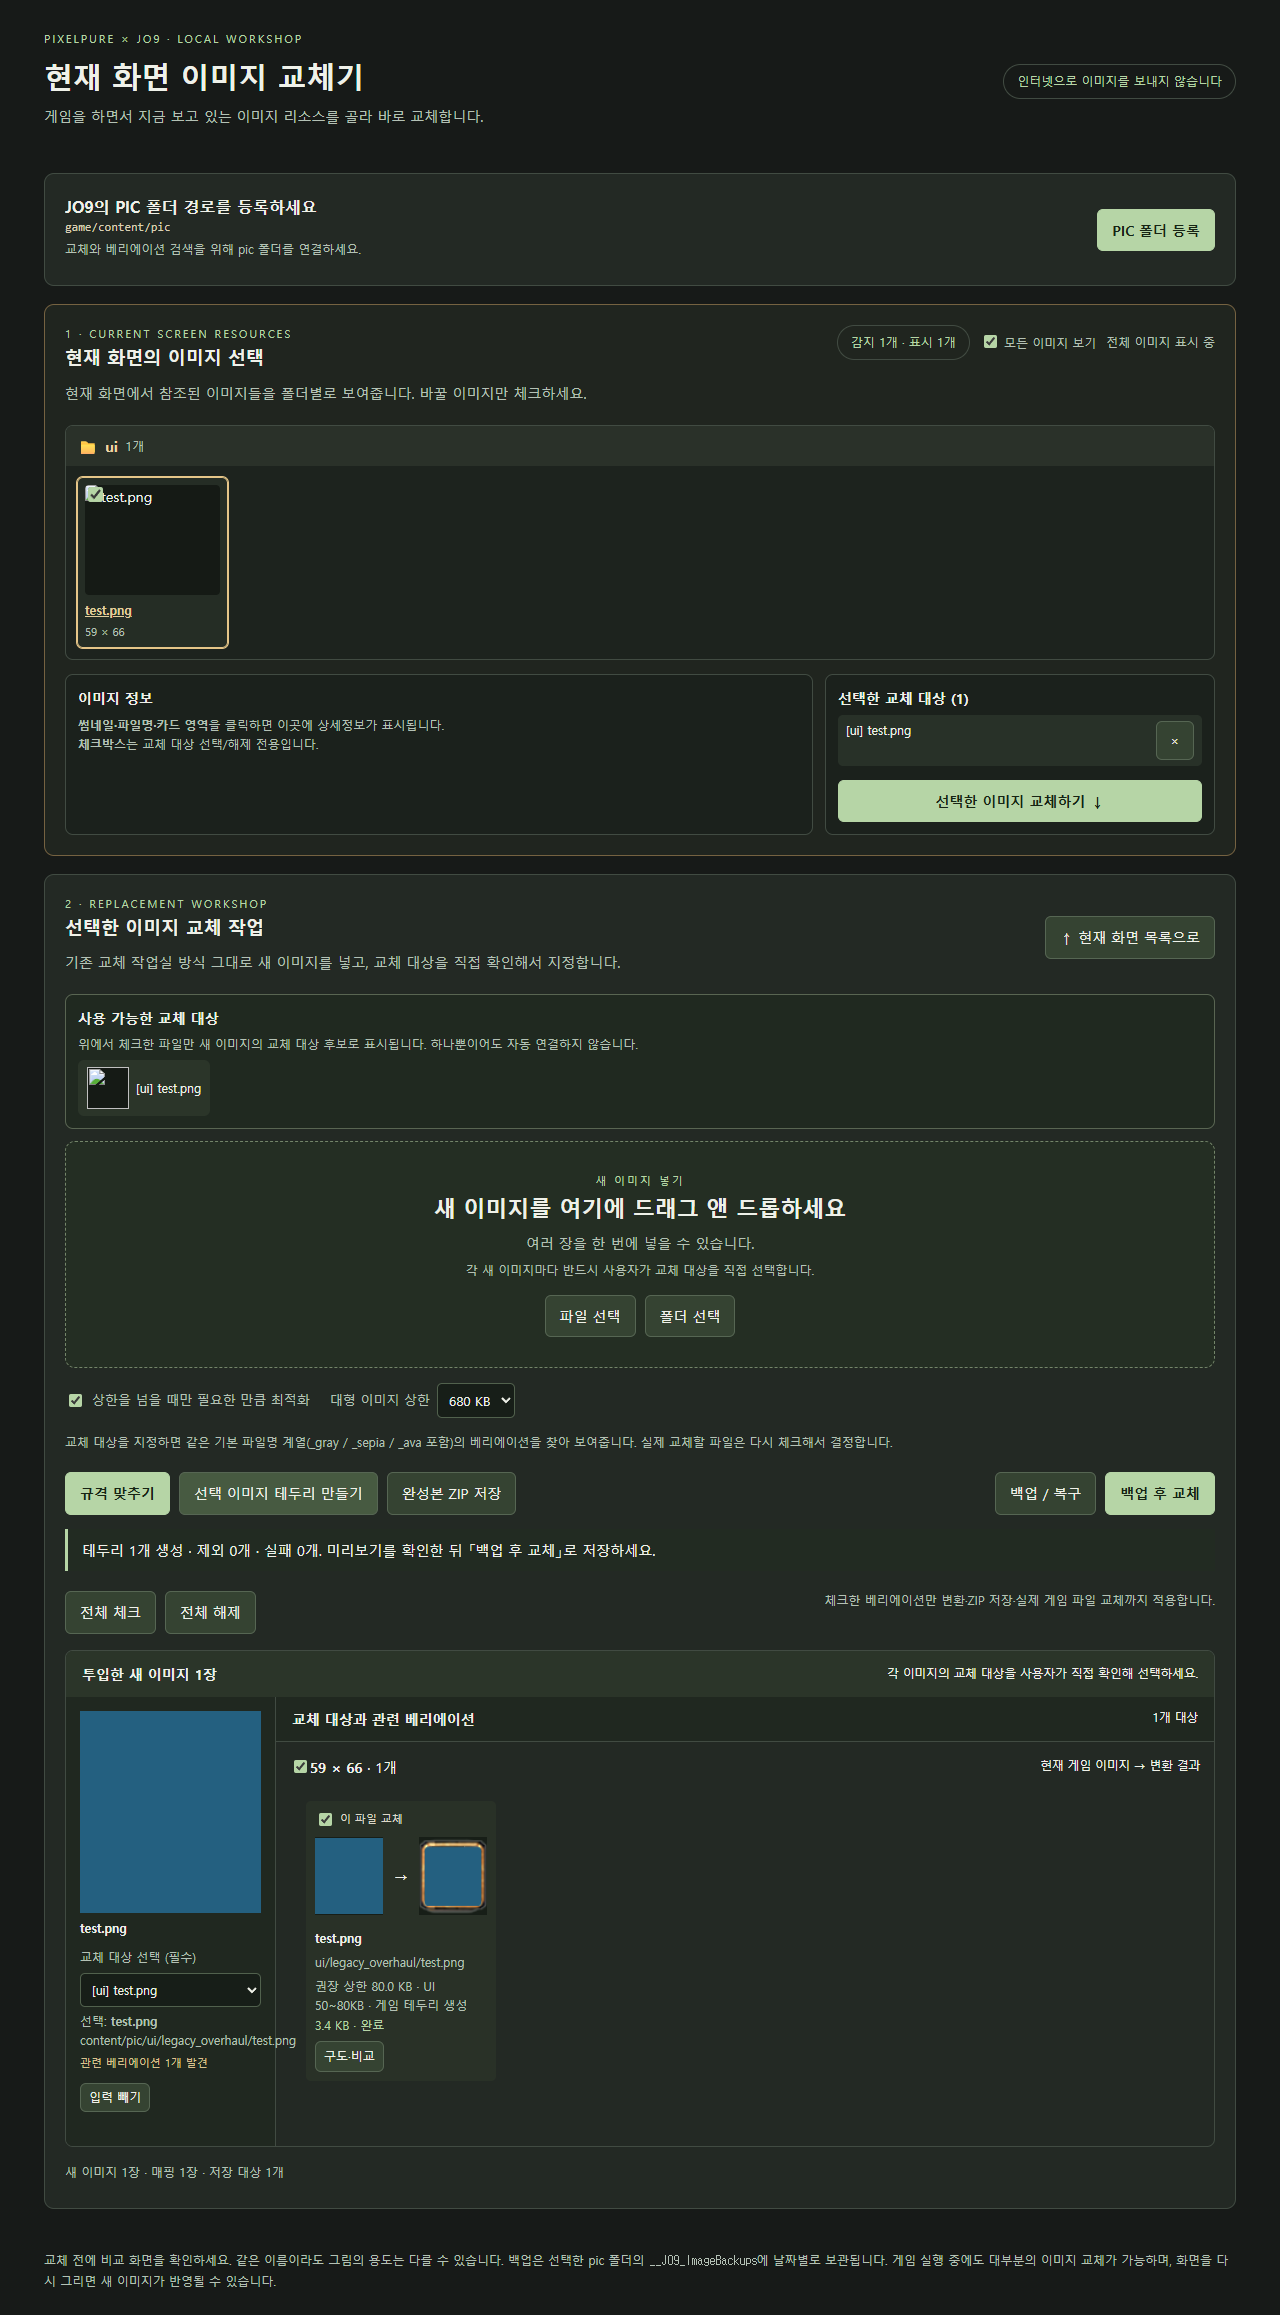 PIXELPURE × JO9 · LOCAL WORKSHOP
현재 화면 이미지 교체기
인터넷으로 이미지를 보내지 않습니다
게임을 하면서 지금 보고 있는 이미지 리소스를 골라 바로 교체합니다.
JO9의 PIC 폴더 경로를 등록하세요
game/content/pic
교체와 베리에이션 검색을 위해 pic 폴더를 연결하세요.
PIC 폴더 등록
1 · CURRENT SCREEN RESOURCES
현재 화면의 이미지 선택
감지 1개 · 표시 1개
모든 이미지 보기
전체 이미지 표시 중
현재 화면에서 참조된 이미지들을 폴더별로 보여줍니다. 바꿀 이미지만 체크하세요.
ui 1개
test.png
test.png
59 × 66
이미지 정보
썸네일·파일명·카드 영역을 클릭하면 이곳에 상세정보가 표시됩니다.
체크박스는 교체 대상 선택/해제 전용입니다.
선택한 교체 대상 (1)
[ui] test.png
×
선택한 이미지 교체하기 ↓
2 · REPLACEMENT WORKSHOP
선택한 이미지 교체 작업
↑ 현재 화면 목록으로
기존 교체 작업실 방식 그대로 새 이미지를 넣고, 교체 대상을 직접 확인해서 지정합니다.
사용 가능한 교체 대상
위에서 체크한 파일만 새 이미지의 교체 대상 후보로 표시됩니다. 하나뿐이어도 자동 연결하지 않습니다.
[ui] test.png
새 이미지 넣기
새 이미지를 여기에 드래그 앤 드롭하세요
여러 장을 한 번에 넣을 수 있습니다.
각 새 이미지마다 반드시 사용자가 교체 대상을 직접 선택합니다.
파일 선택
폴더 선택
상한을 넘을 때만 필요한 만큼 최적화
대형 이미지 상한
680 KB
교체 대상을 지정하면 같은 기본 파일명 계열(_gray / _sepia / _ava 포함)의 베리에이션을 찾아 보여줍니다. 실제 교체할 파일은 다시 체크해서 결정합니다.
규격 맞추기
선택 이미지 테두리 만들기
완성본 ZIP 저장
백업 / 복구
백업 후 교체
테두리 1개 생성 · 제외 0개 · 실패 0개. 미리보기를 확인한 뒤 「백업 후 교체」로 저장하세요.
전체 체크
전체 해제
체크한 베리에이션만 변환·ZIP 저장·실제 게임 파일 교체까지 적용합니다.
투입한 새 이미지 1장
각 이미지의 교체 대상을 사용자가 직접 확인해 선택하세요.
교체 대상과 관련 베리에이션
1개 대상
59 × 66 · 1개
현재 게임 이미지 → 변환 결과
이 파일 교체
→
test.png
ui/legacy_overhaul/test.png
권장 상한 80.0 KB · UI
50~80KB · 게임 테두리 생성
3.4 KB · 완료
구도·비교
test.png
교체 대상 선택 (필수)
[ui] test.png
선택: test.png
content/pic/ui/legacy_overhaul/test.png
관련 베리에이션 1개 발견
입력 빼기
새 이미지 1장 · 매핑 1장 · 저장 대상 1개
교체 전에 비교 화면을 확인하세요. 같은 이름이라도 그림의 용도는 다를 수 있습니다. 백업은 선택한 pic 폴더의 __JO9_ImageBackups에 날짜별로 보관됩니다. 게임 실행 중에도 대부분의 이미지 교체가 가능하며, 화면을 다
시 그리면 새 이미지가 반영될 수 있습니다.